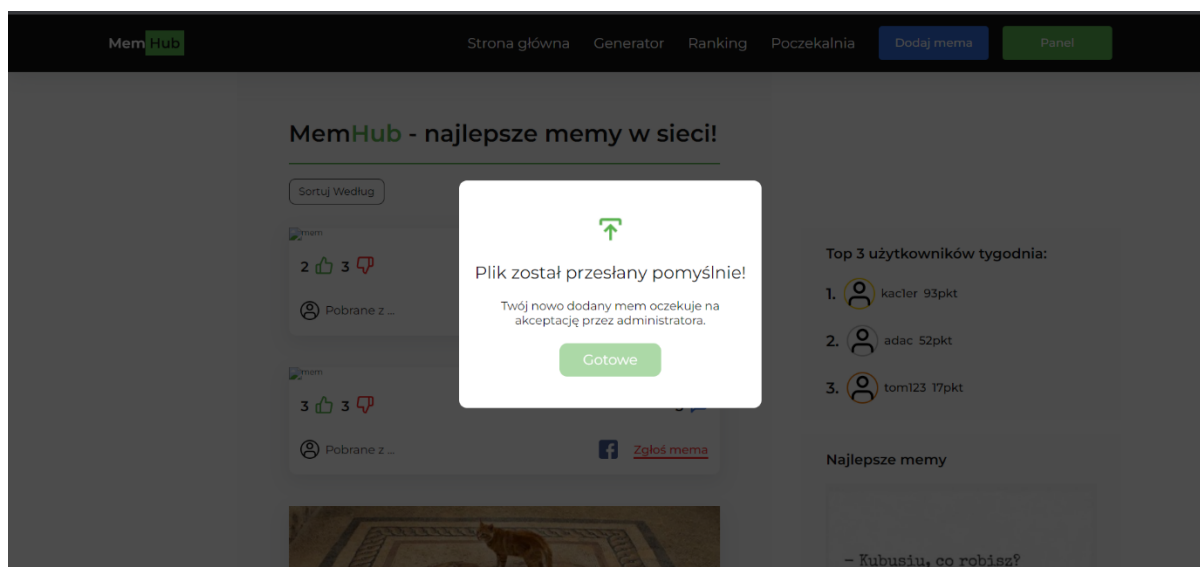 MemHub
Strona główna Generator Ranking Poczekalnia Dodaj mema Panel
MemHub - najlepsze memy w sieci!
Sortuj Według
mem
2 3
Pobrane z ...
mem
3 3
Pobrane z ...
Zgłoś mema
Plik został przesłany pomyślnie!
Twój nowo dodany mem oczekuje na
akceptację przez administratora.
Gotowe
Top 3 użytkowników tygodnia:
1. kac1er 93pkt
2. adac 52pkt
3. tom123 17pkt
Najlepsze memy
– Kubusiu, co robisz?